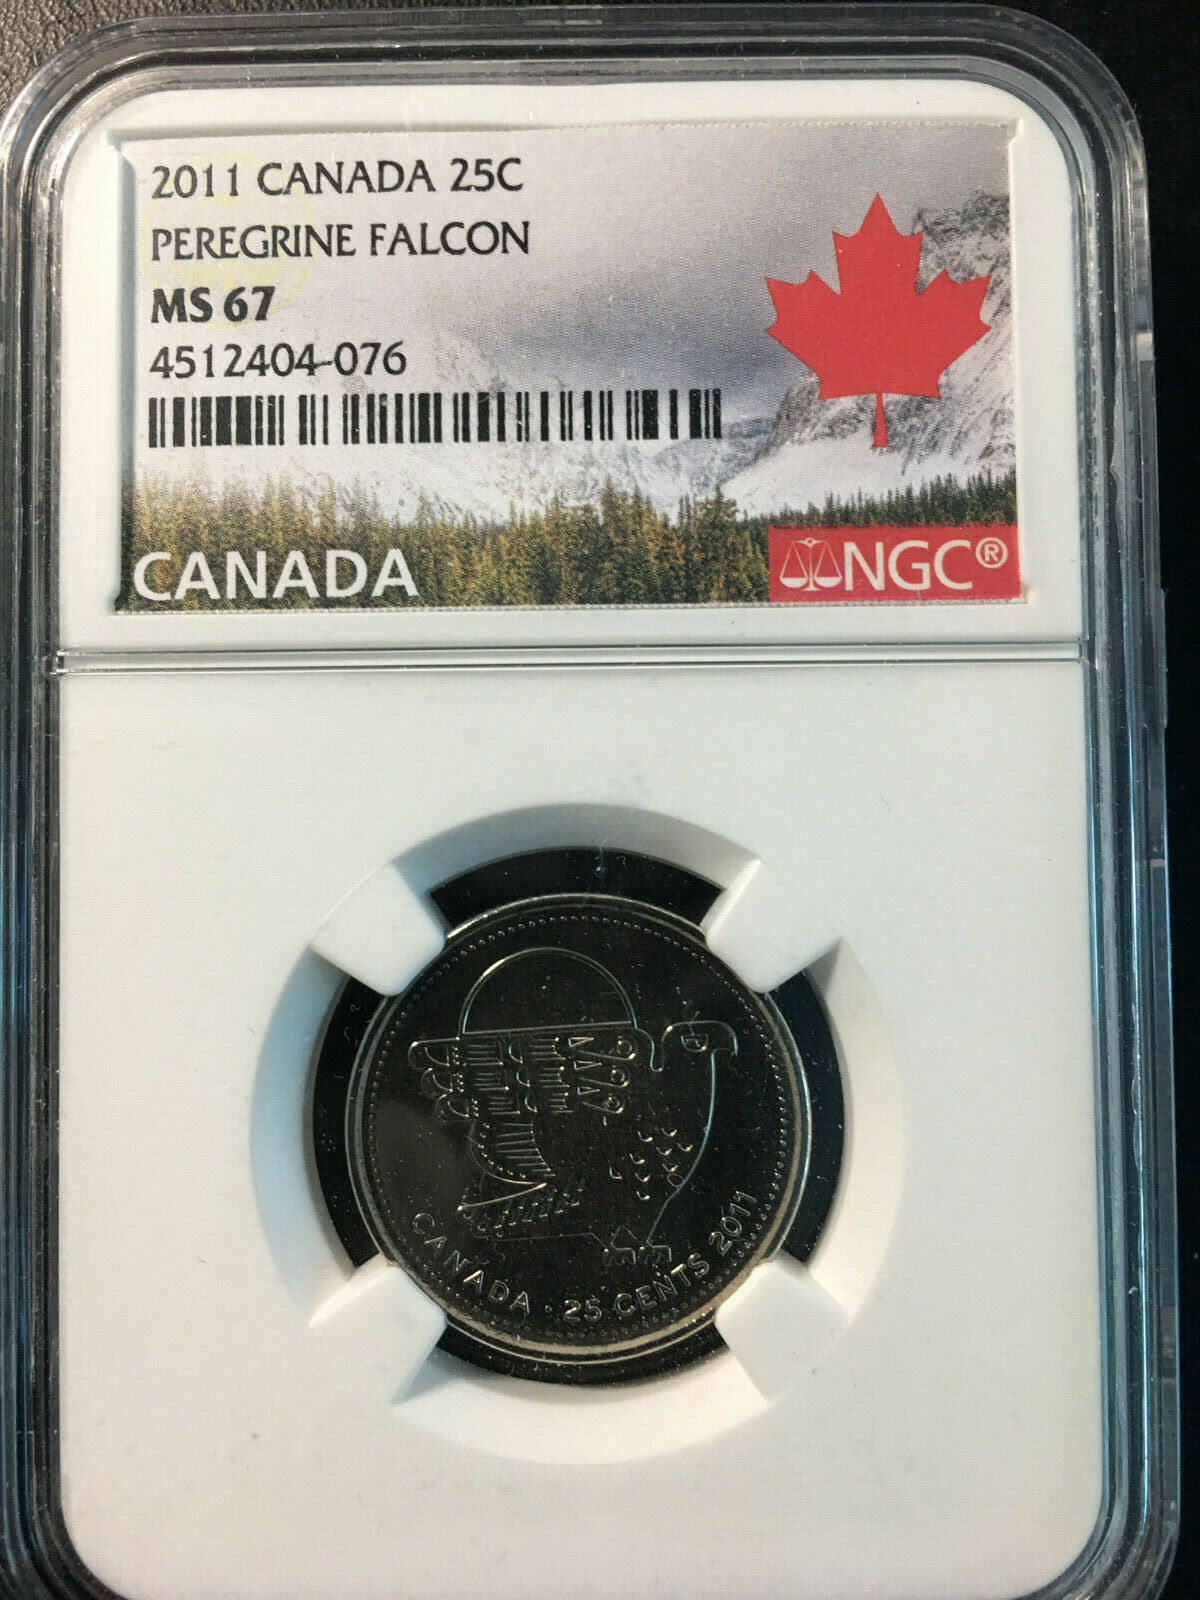 2011 CANADA 25C
PEREGRINE FALCON
MS 67
4512404-076
CANADA
NGC®
CANADA · 25 CENTS 2011